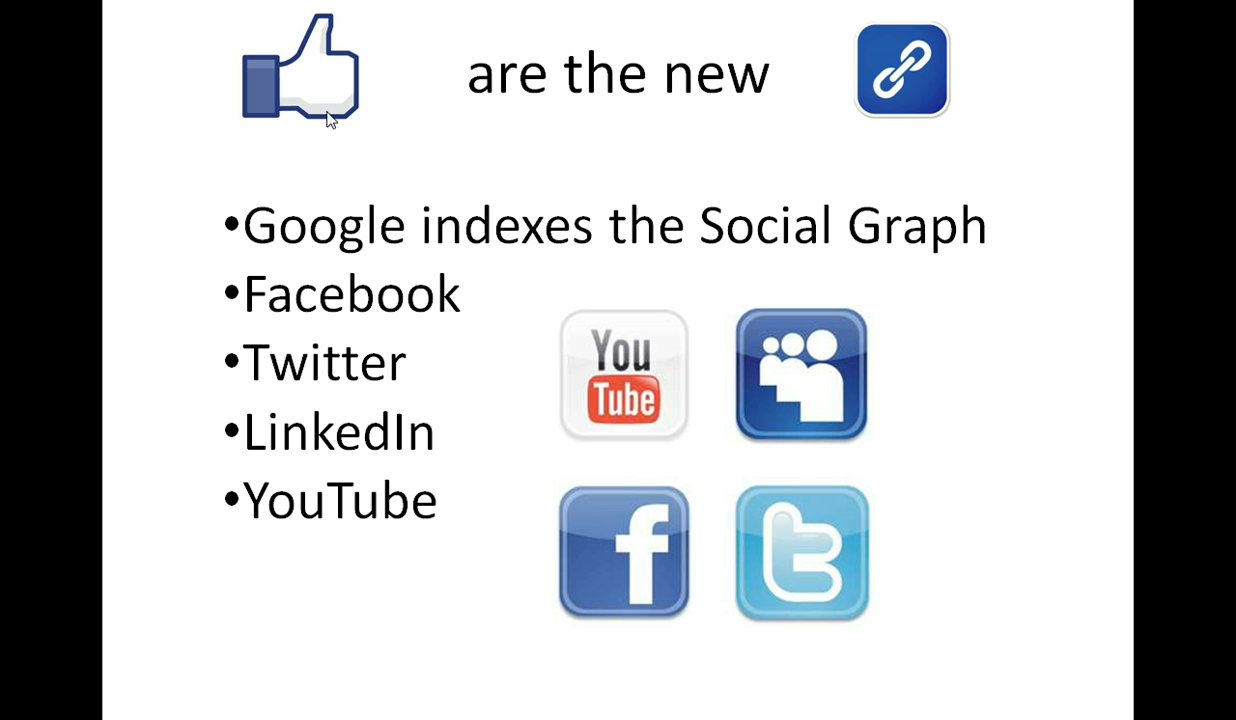 are the new
•Google indexes the Social Graph
•Facebook
•Twitter
•LinkedIn
•YouTube
You
Tube
f
t